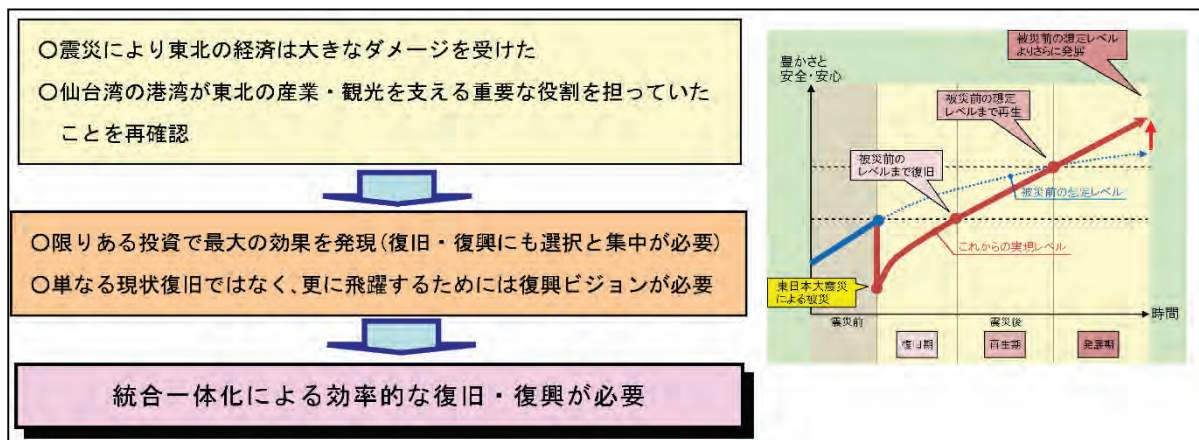 ○震災により東北の経済は大きなダメージを受けた
○仙台湾の港湾が東北の産業・観光を支える重要な役割を担っていた
ことを再確認
○限りある投資で最大の効果を発現(復旧・復興にも選択と集中が必要)
○単なる現状復旧ではなく、更に飛躍するためには復興ビジョンが必要
統合一体化による効率的な復旧・復興が必要
豊かさと
安全・安心
被災前の想定レベル
よりさらに発展
被災前の想定
レベルまで再生
被災前の
レベルまで復旧
被災前の想定レベル
これからの実現レベル
東日本大震災
による被災
時間
震災前
震災後
復旧期
再生期
発展期